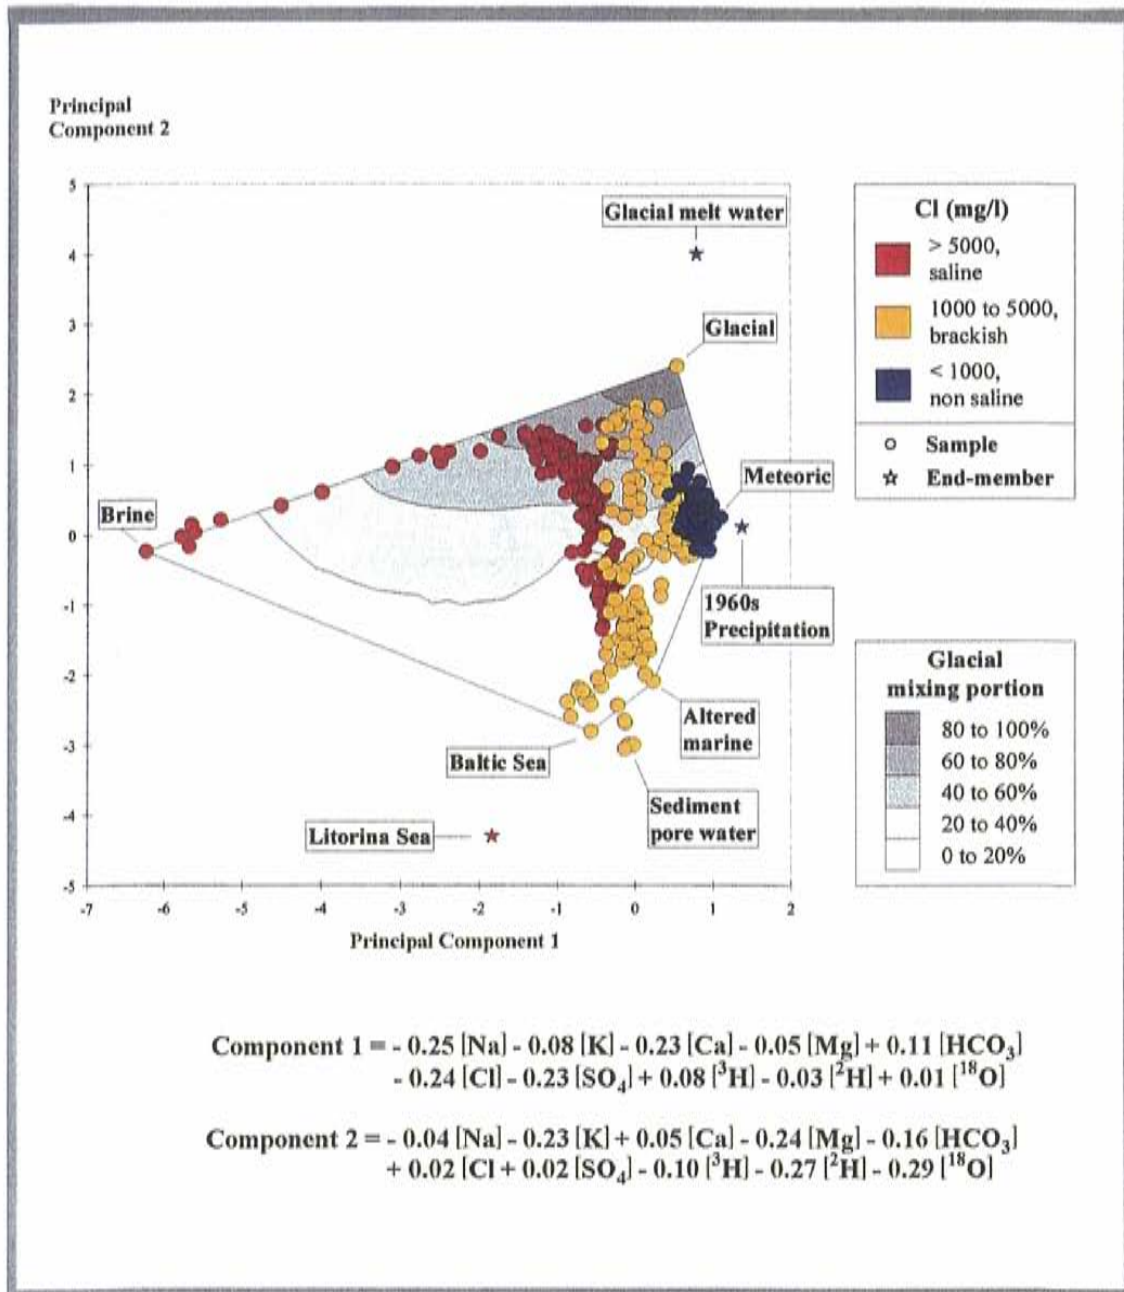 Principal
Component 2
5
4
3
2
1
0
-1
-2
-3
-4
-5
-7
-6
-5
-4
-3
-2
-1
0
1
2
Principal Component 1
Glacial melt water
Glacial
Meteoric
Brine
1960s
Precipitation
Altered
marine
Baltic Sea
Sediment
pore water
Litorina Sea
Cl (mg/l)
> 5000,
saline
1000 to 5000,
brackish
< 1000,
non saline
Sample
End-member
Glacial
mixing portion
80 to 100%
60 to 80%
40 to 60%
20 to 40%
0 to 20%
Component 1 = - 0.25 [Na] - 0.08 [K] - 0.23 [Ca] - 0.05 [Mg] + 0.11 [HCO₃]
- 0.24 [Cl] - 0.23 [SO₄] + 0.08 [³H] - 0.03 [²H] + 0.01 [¹⁸O]
Component 2 = - 0.04 [Na] - 0.23 [K] + 0.05 [Ca] - 0.24 [Mg] - 0.16 [HCO₃]
+ 0.02 [Cl + 0.02 [SO₄] - 0.10 [³H] - 0.27 [²H] - 0.29 [¹⁸O]